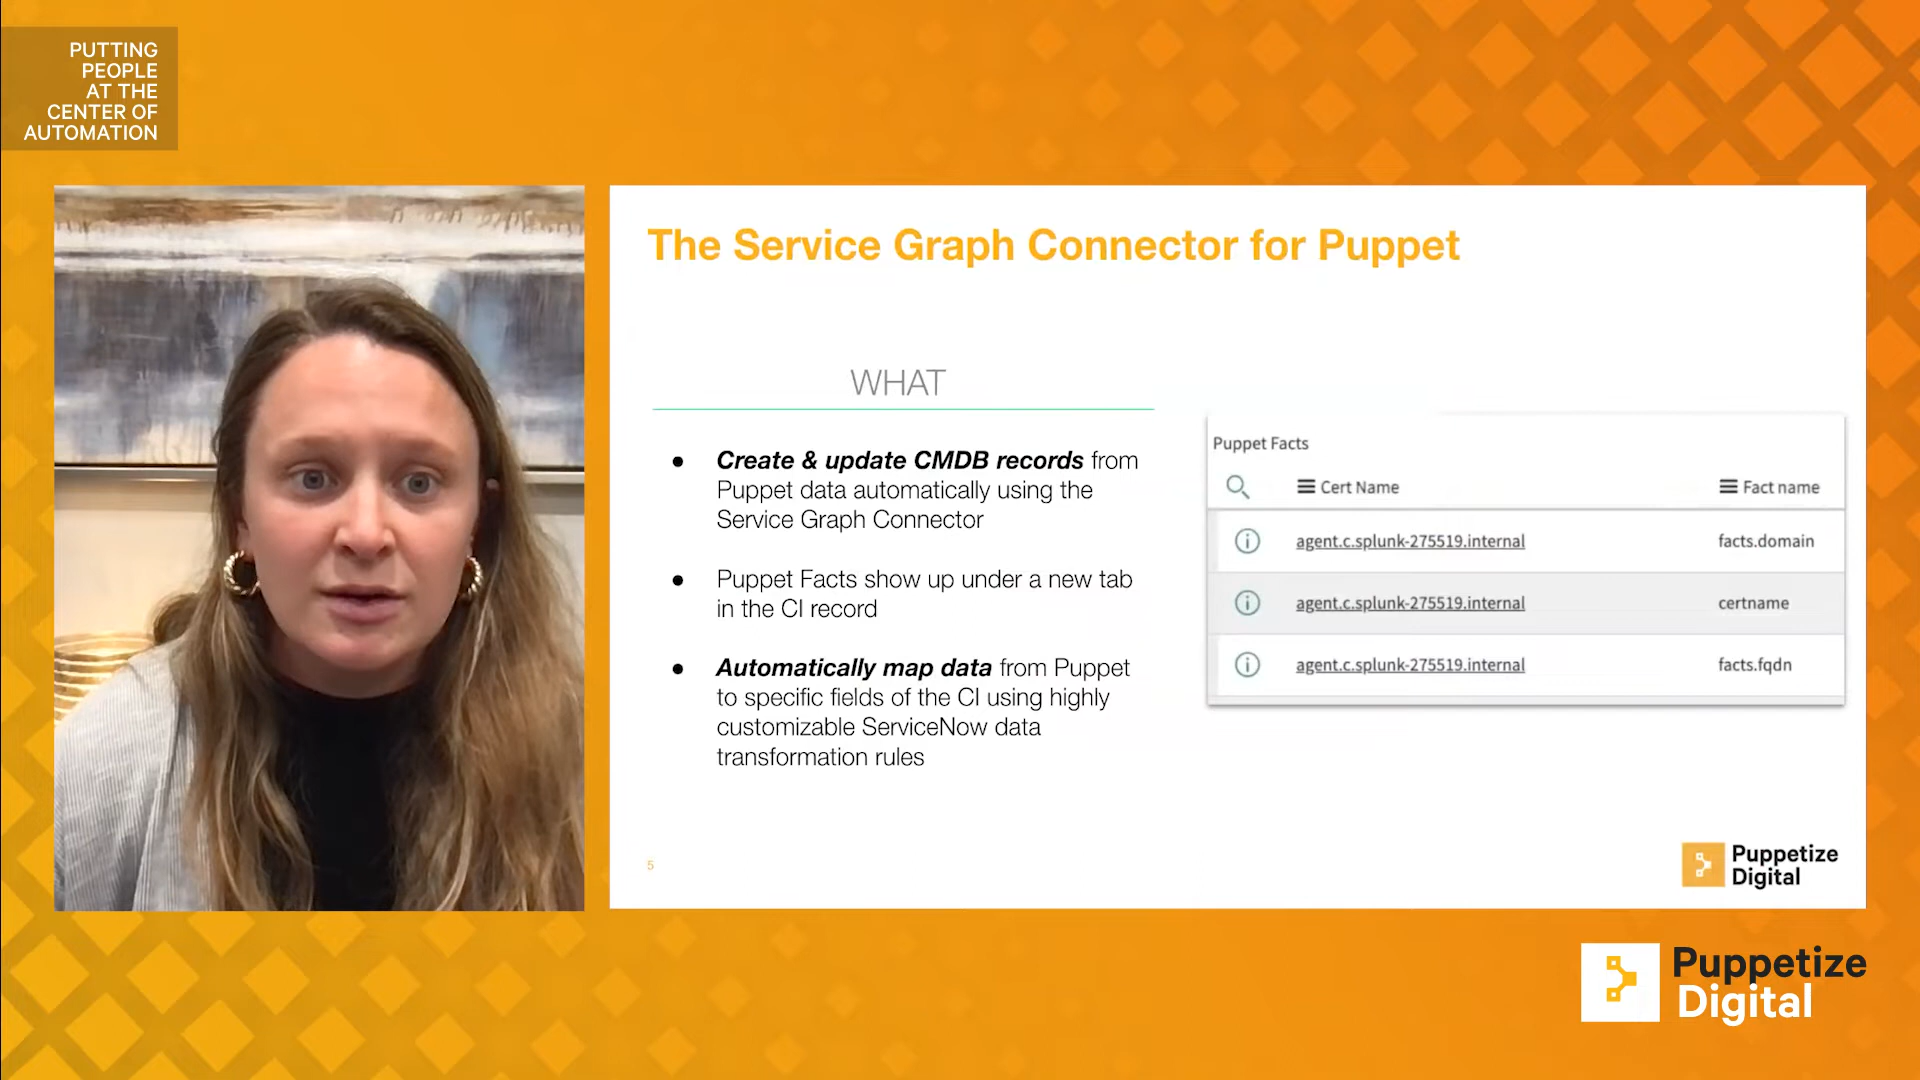 PUTTING
PEOPLE
AT THE
CENTER OF
AUTOMATION
The Service Graph Connector for Puppet
WHAT
● Create & update CMDB records from
Puppet data automatically using the
Service Graph Connector
● Puppet Facts show up under a new tab
in the CI record
● Automatically map data from Puppet
to specific fields of the CI using highly
customizable ServiceNow data
transformation rules
Puppet Facts
Cert Name Fact name
agent.c.splunk-275519.internal facts.domain
agent.c.splunk-275519.internal certname
agent.c.splunk-275519.internal facts.fqdn
5
Puppetize
Digital
Puppetize
Digital